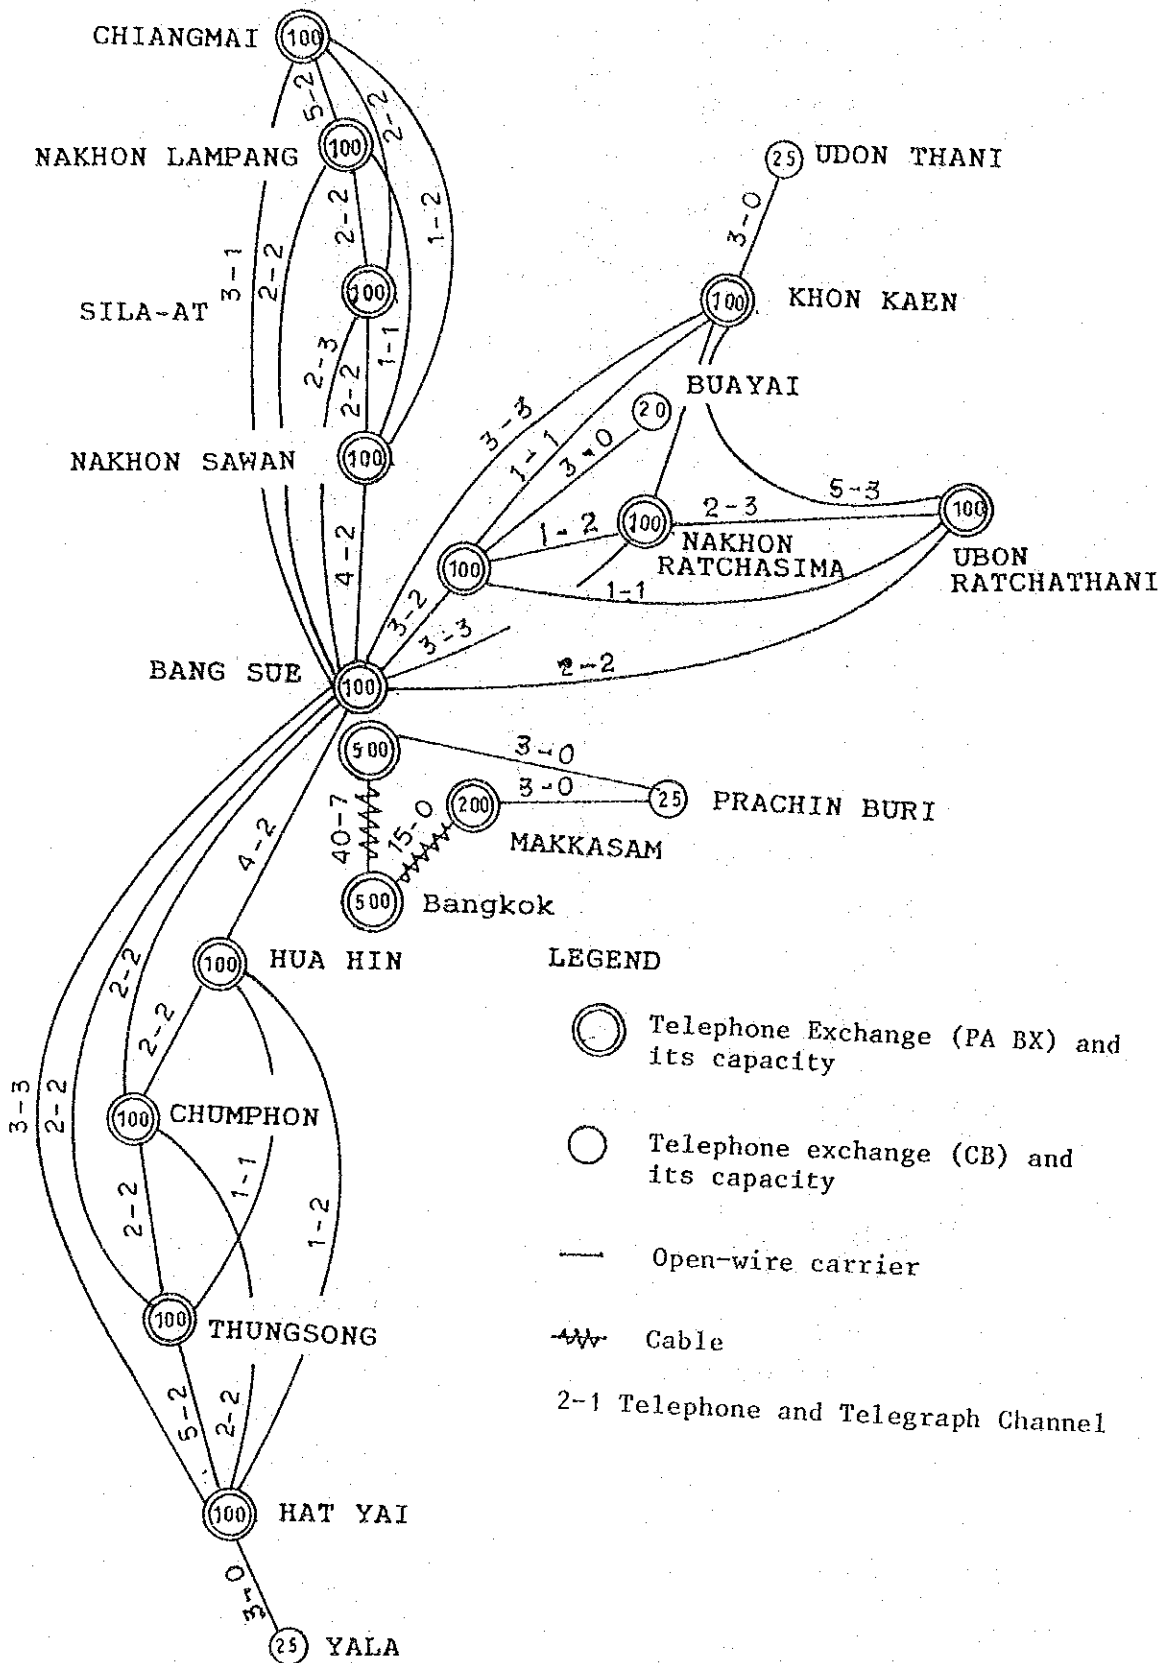 CHIANGMAI
100
5-2
2-2
NAKHON LAMPANG
100
3-1
2-2
2-2
1-2
SILA-AT
100
2-3
2-2
1-1
NAKHON SAWAN
100
4-2
25
UDON THANI
3-0
100
KHON KAEN
BUAYAI
20
3-3
1-1
3-0
5-3
1-2
100
2-3
100
NAKHON
RATCHASIMA
UBON
RATCHATHANI
100
1-1
3-2
3-3
2-2
BANG SUE
100
500
3-0
3-0
25
PRACHIN BURI
200
MAKKASAM
40-7
15-0
500
Bangkok
4-2
100
HUA HIN
2-2
2-2
3-3
2-2
100
CHUMPHON
1-1
2-2
1-2
100
THUNGSONG
5-2
2-2
100
HAT YAI
3-0
25
YALA
LEGEND
Telephone Exchange (PA BX) and
its capacity
Telephone exchange (CB) and
its capacity
Open-wire carrier
Cable
2-1 Telephone and Telegraph Channel